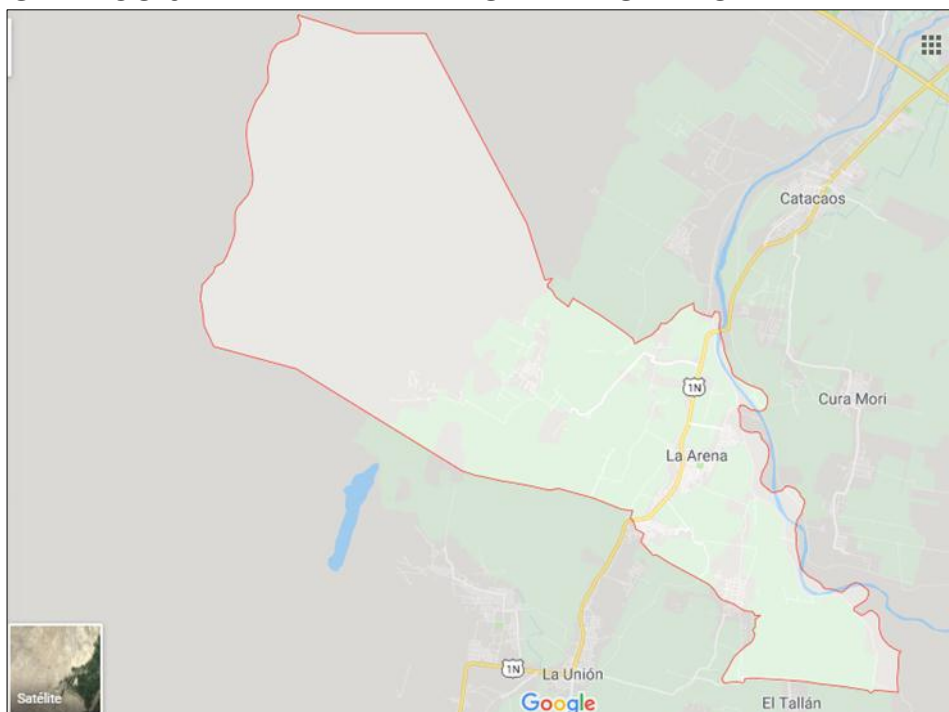 Catacaos
Cura Mori
1N
La Arena
1N
La Unión
El Tallán
Satélite
Google